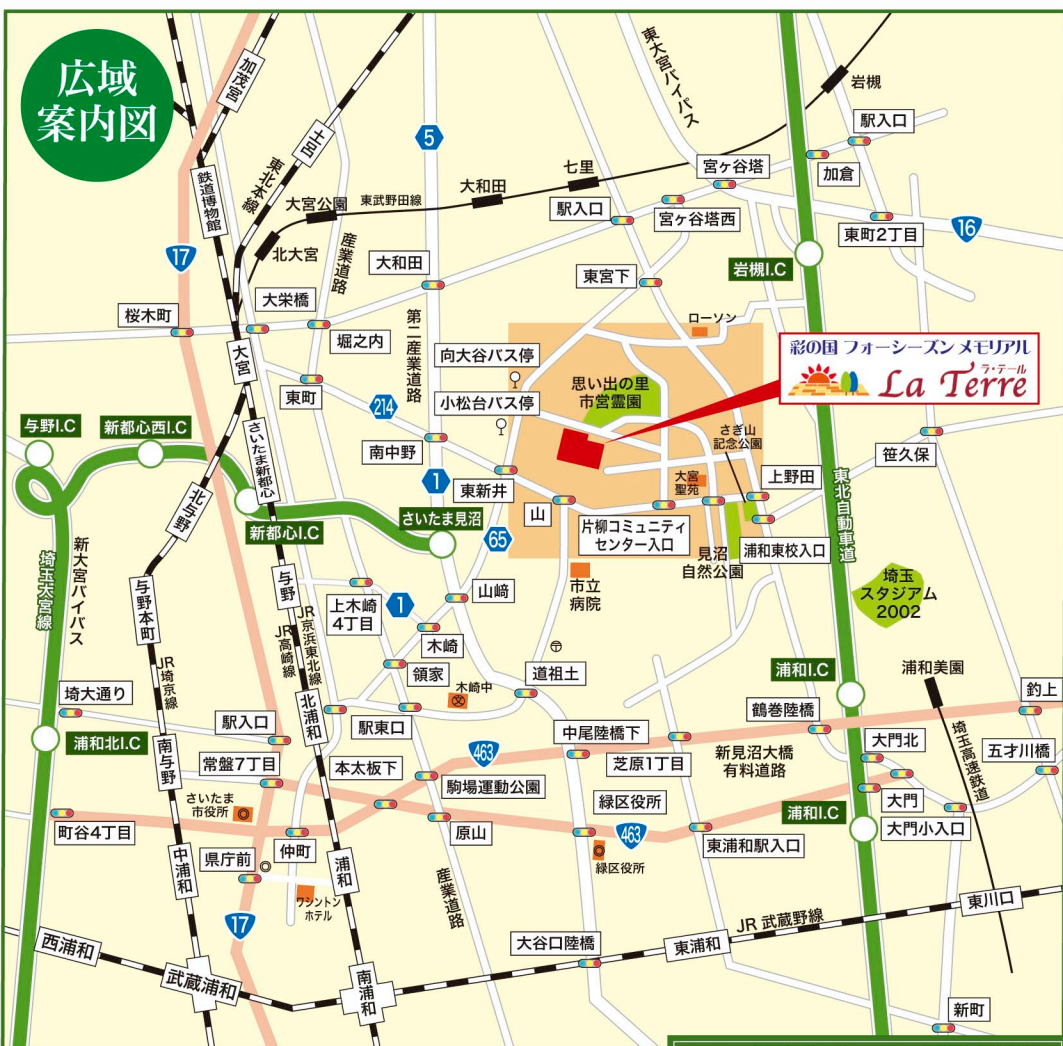 広域
案内図
加茂宮
土呂
東北本線
鉄道博物館
17
大宮公園
北大宮
東武野田線
産業道路
5
大和田
七里
岩槻
東大宮バイパス
駅入口
加倉
宮ヶ谷塔
宮ヶ谷塔西
駅入口
東町2丁目
16
岩槻I.C
東宮下
大和田
大栄橋
桜木町
堀之内
第二産業道路
大宮
東町
214
向大谷バス停
小松台バス停
思い出の里
市営霊園
ローソン
彩の国 フォーシーズン メモリアル
ラ・テール
La Terre
与野I.C
新都心西I.C
さいたま新都心
北与野
新都心I.C
さいたま見沼
南中野
1
東新井
65
山
片柳コミュニティ
センター入口
大宮
聖苑
さぎ山
記念公園
上野田
笹久保
浦和東校入口
見沼
自然公園
東北自動車道
埼玉
スタジアム
2002
市立
病院
山﨑
埼玉大宮線
新大宮バイパス
与野本町
JR埼京線
与野
JR高崎線
JR京浜東北線
上木崎
4丁目
1
木崎
領家
木崎中
道祖土
北浦和
駅東口
埼大通り
浦和北I.C
駅入口
南与野
常盤7丁目
本太坂下
463
駒場運動公園
中尾陸橋下
芝原1丁目
新見沼大橋
有料道路
浦和I.C
鶴巻陸橋
浦和美園
釣上
大門北
埼玉高速鉄道
五才川橋
大門
浦和I.C
大門小入口
さいたま
市役所
町谷4丁目
仲町
原山
緑区役所
463
緑区役所
東浦和駅入口
県庁前
中浦和
浦和
ワシントン
ホテル
17
産業道路
西浦和
武蔵浦和
南浦和
大谷口陸橋
東浦和
JR 武蔵野線
東川口
新町